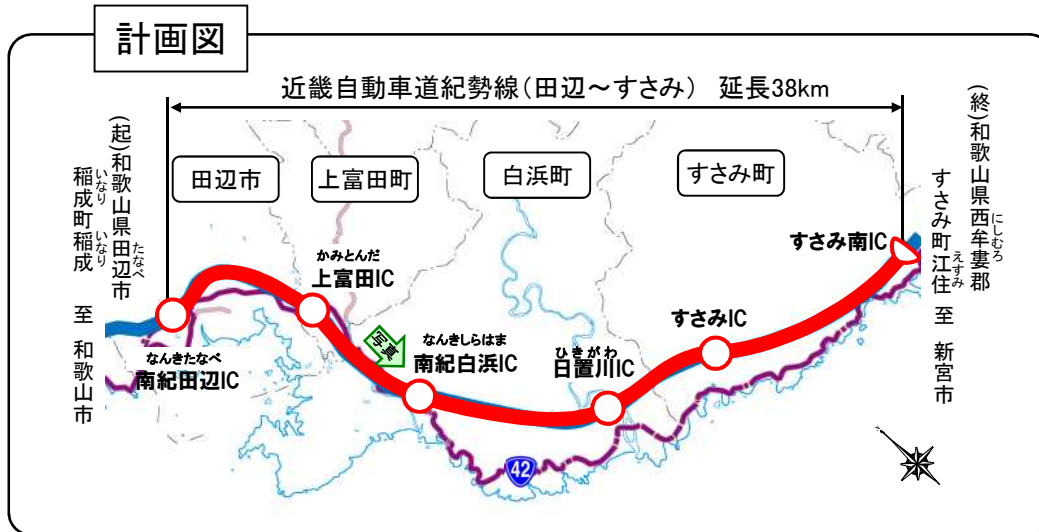 計画図
近畿自動車道紀勢線(田辺～すさみ) 延長38km
(起)和歌山県田辺市
たなべ
稲成町稲成
いなり
いなり
至 和歌山市
田辺市
上富田町
白浜町
すさみ町
(終)和歌山県西牟婁郡
にしむろ
すさみ町江住
えすみ
至 新宮市
なんきたなべ
南紀田辺IC
かみとんだ
上富田IC
写真
なんきしらはま
南紀白浜IC
ひきがわ
日置川IC
すさみIC
すさみ南IC
42